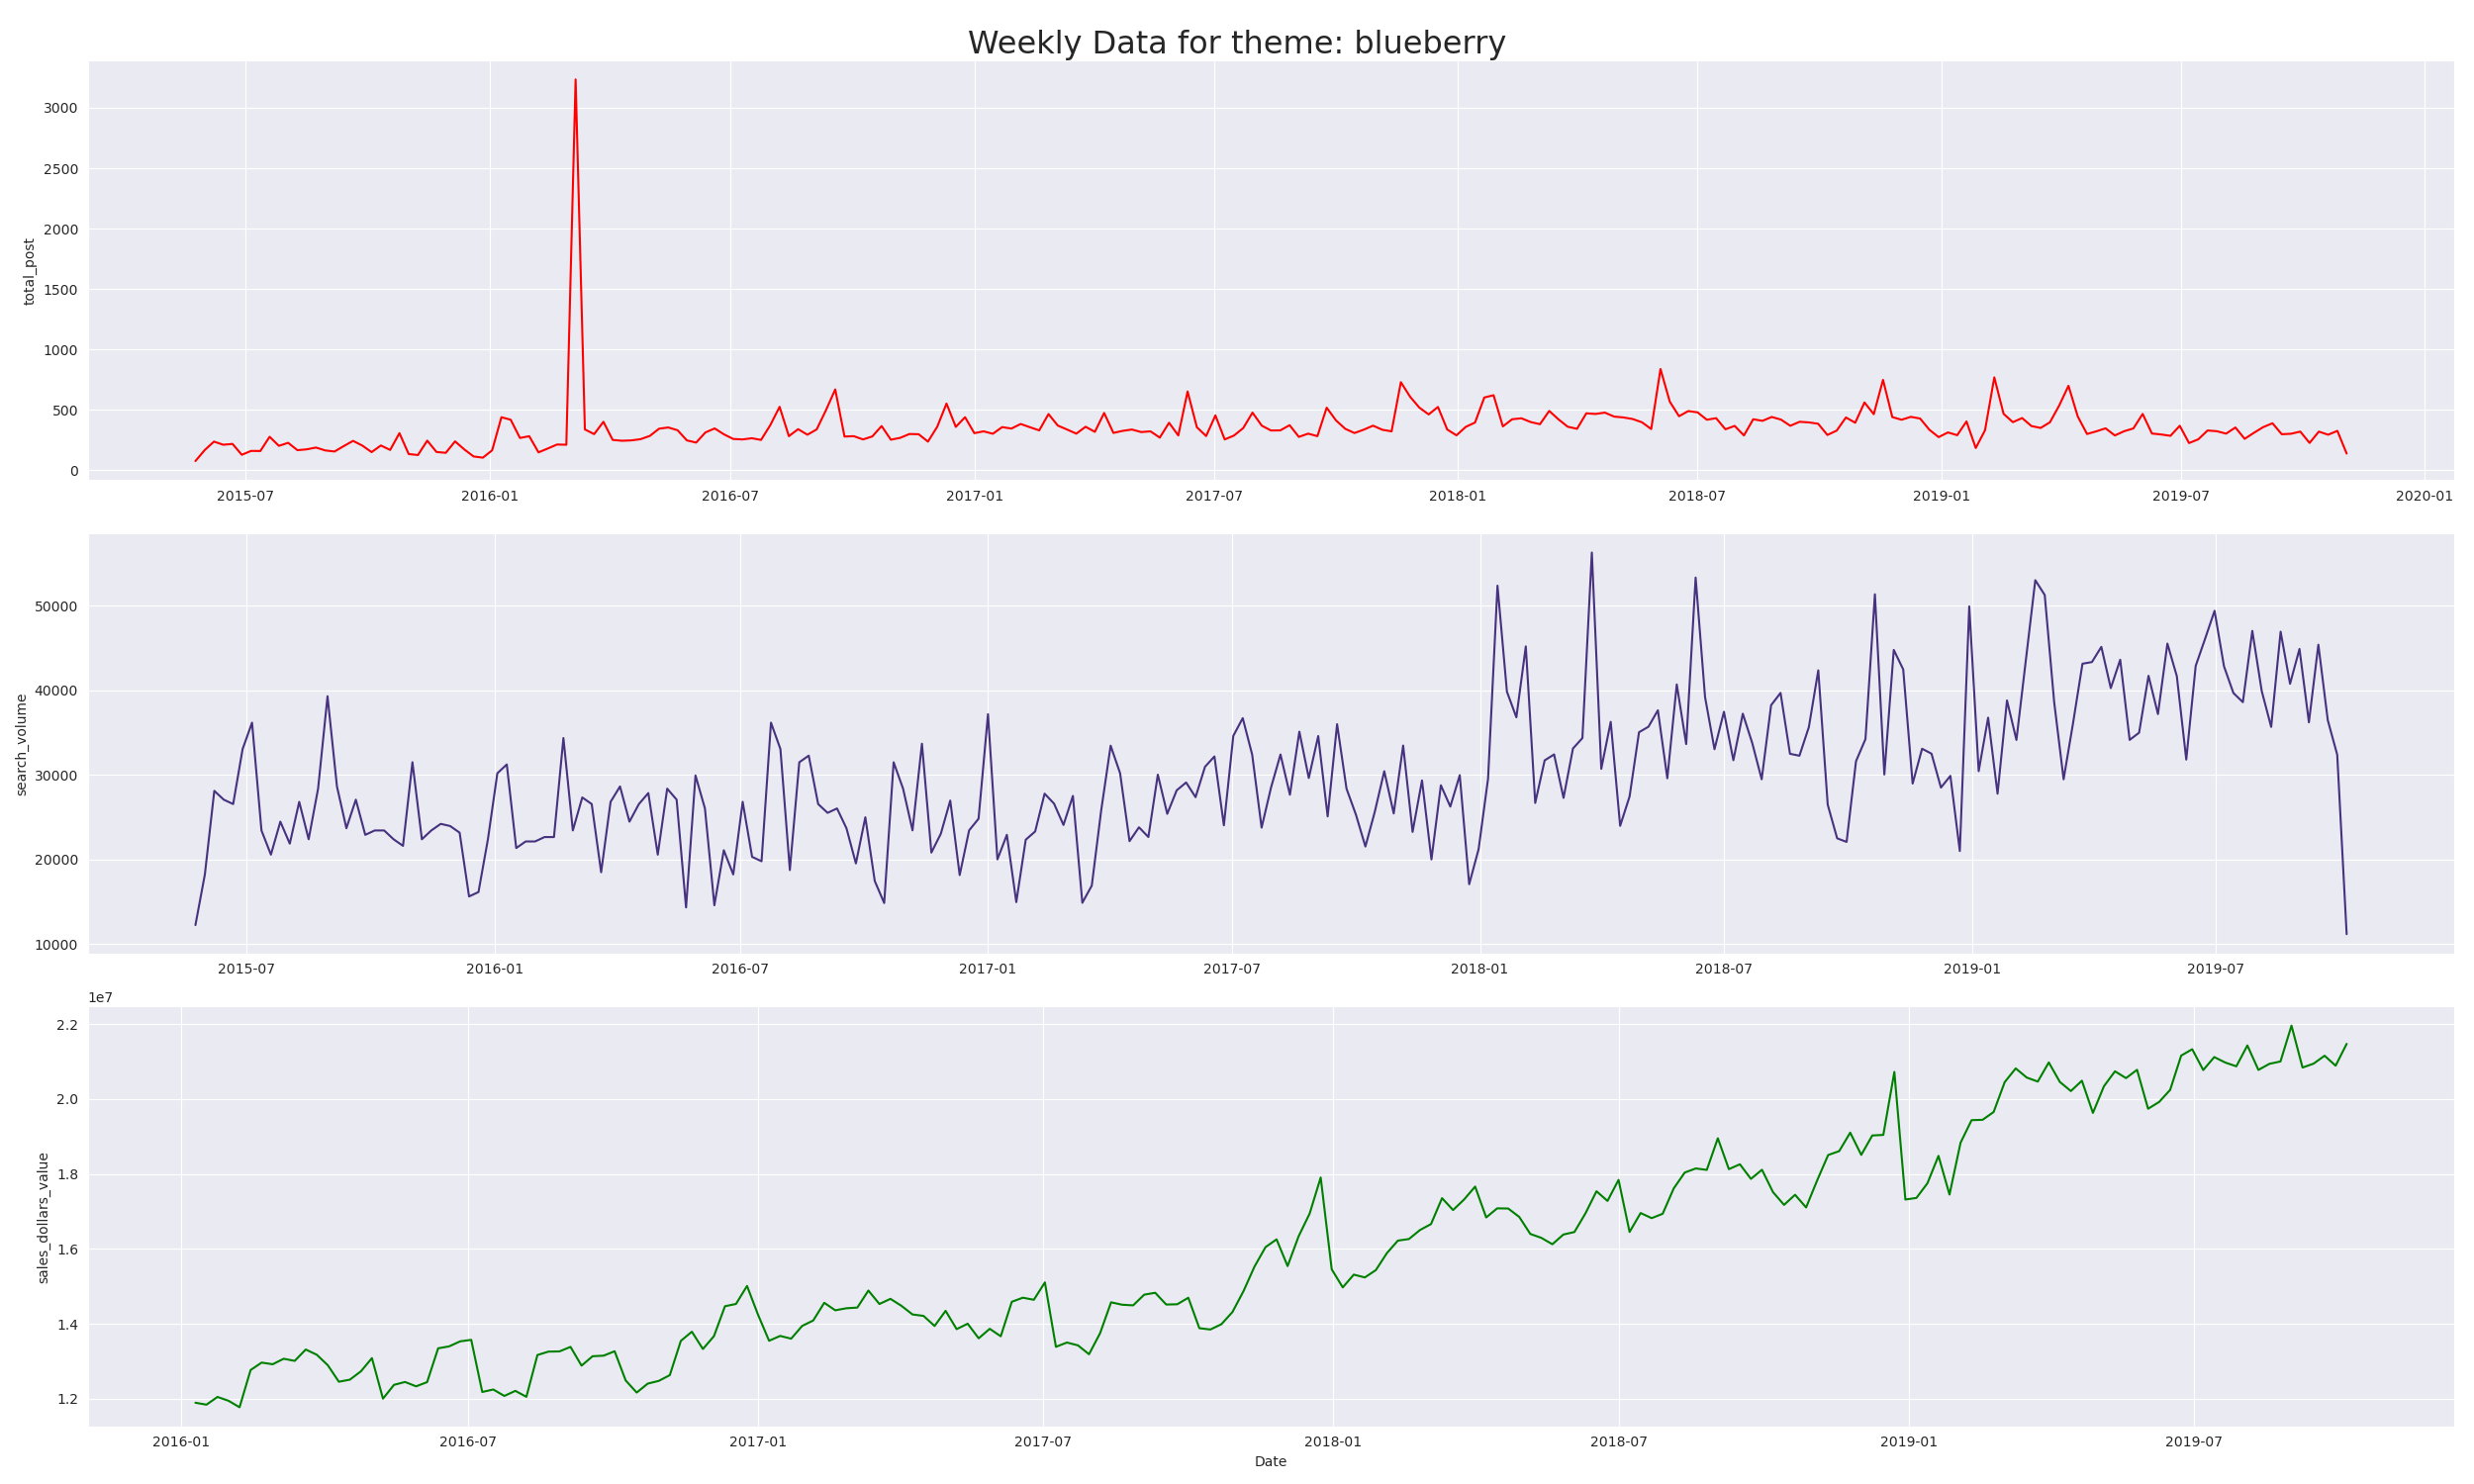 Weekly Data for theme: blueberry
3000
2500
2000
1500
1000
500
0
total_post
2015-07 2016-01 2016-07 2017-01 2017-07 2018-01 2018-07 2019-01 2019-07 2020-01
50000
40000
30000
20000
10000
search_volume
2015-07 2016-01 2016-07 2017-01 2017-07 2018-01 2018-07 2019-01 2019-07
1e7
2.2
2.0
1.8
1.6
1.4
1.2
sales_dollars_value
2016-01 2016-07 2017-01 2017-07 2018-01 2018-07 2019-01 2019-07
Date